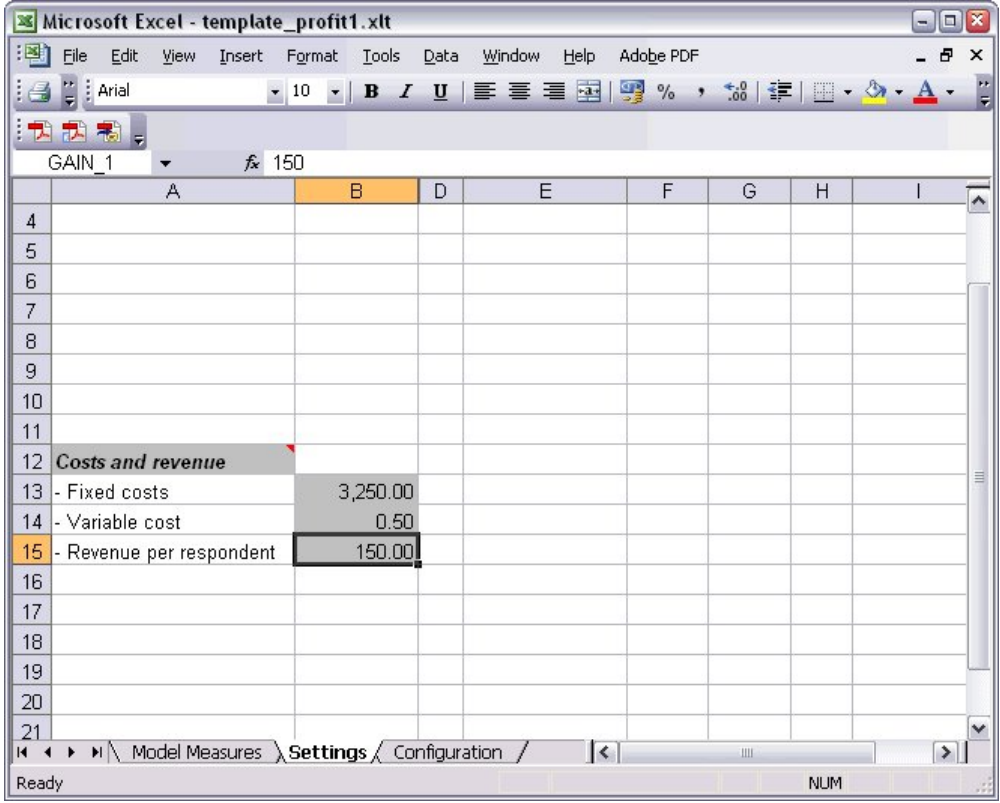 Microsoft Excel - template_profit1.xlt
File Edit View Insert Format Tools Data Window Help Adobe PDF
Arial 10 B I U % , A
GAIN_1 fx 150
A B D E F G H I
4
5
6
7
8
9
10
11
12 Costs and revenue
13 - Fixed costs 3,250.00
14 - Variable cost 0.50
15 - Revenue per respondent 150.00
16
17
18
19
20
21
Model Measures Settings Configuration
Ready NUM